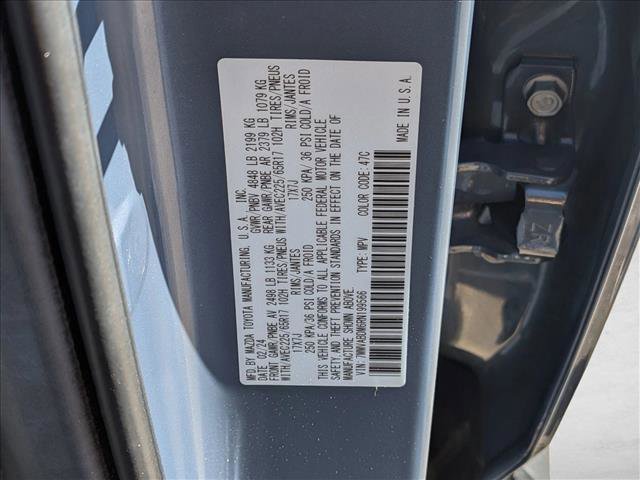 MFD. BY MAZDA TOYOTA MANUFACTURING, U.S.A. INC.
02/24 GVWR/PNBV 4848 LB 2199 KG
FRONT GAWR/PNBE AV 2498 LB 1133 KG REAR GAWR/PNBE AR 2379 LB 1079 KG
WITH/AVEC225/65R17 102H TIRES/PNEUS WITH/AVEC225/65R17 102H TIRES/PNEUS
RIMS/JANTES RIMS/JANTES
17X7J 17X7J
250 KPA/36 PSI COLD/A FROID 250 KPA/36 PSI COLD/A FROID
THIS VEHICLE CONFORMS TO ALL APPLICABLE FEDERAL MOTOR VEHICLE
SAFETY, AND THEFT PREVENTION STANDARDS IN EFFECT ON THE DATE OF
MANUFACTURE SHOWN ABOVE.
VIN: TYPE: MPV COLOR CODE: 47C
MADE IN U.S.A.